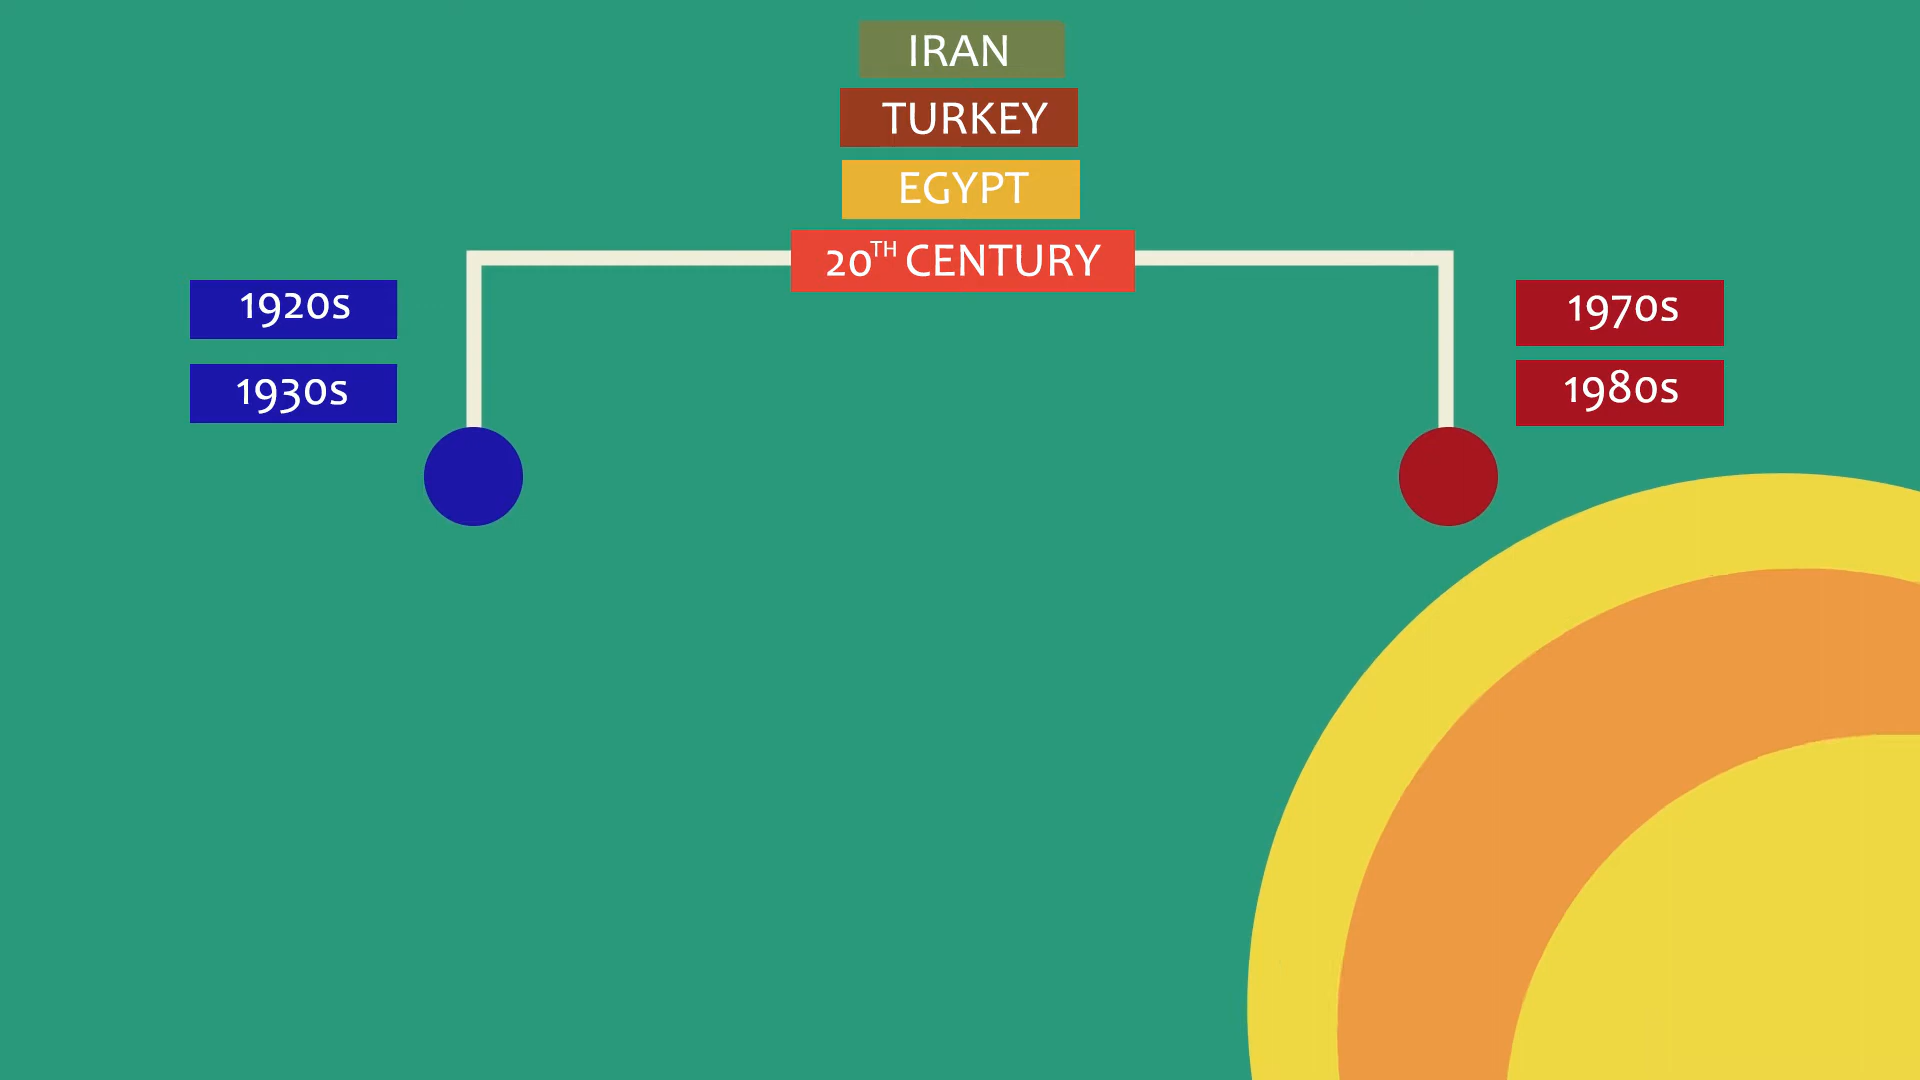 IRAN
TURKEY
EGYPT
20TH CENTURY
1920s
1930s
1970s
1980s